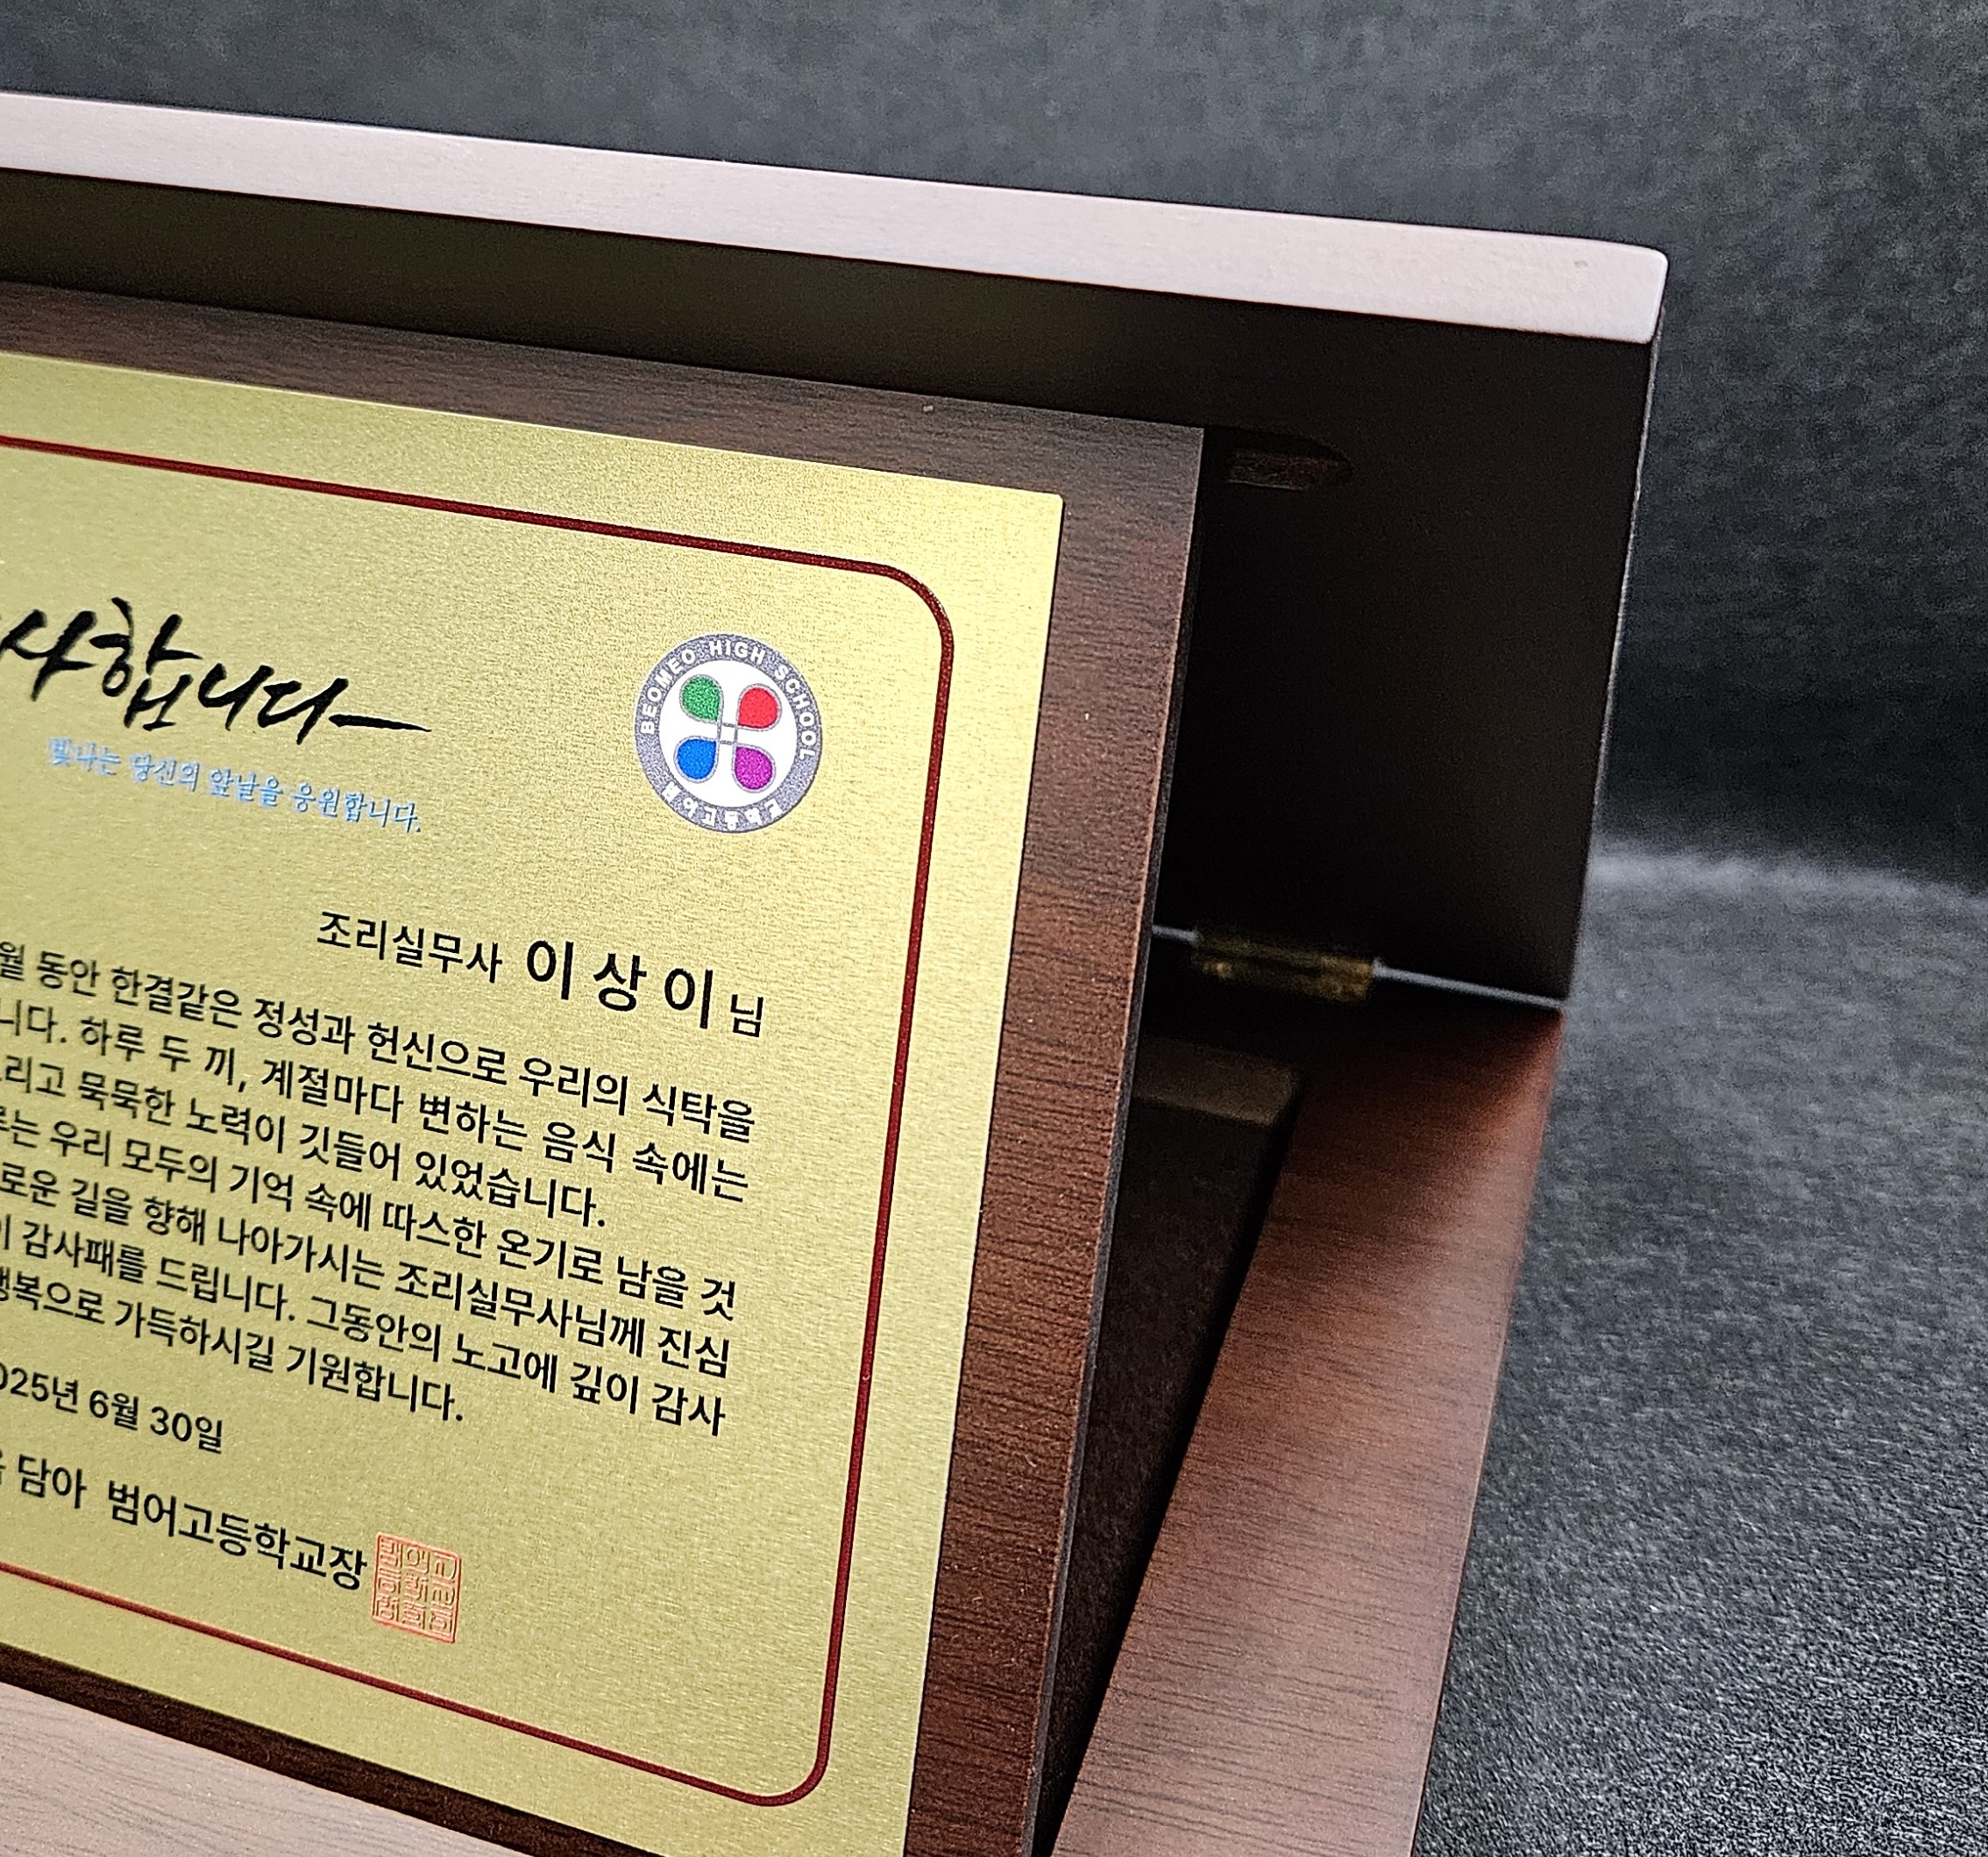 사합니다
빛나는 당신의 앞날을 응원합니다.
BEOMEO HIGH SCHOOL
범어고등학교
조리실무사 이 상 이 님
월 동안 한결같은 정성과 헌신으로 우리의 식탁을
니다. 하루 두 끼, 계절마다 변하는 음식 속에는
리고 묵묵한 노력이 깃들어 있었습니다.
는 우리 모두의 기억 속에 따스한 온기로 남을 것
로운 길을 향해 나아가시는 조리실무사님께 진심
감사패를 드립니다. 그동안의 노고에 깊이 감사
행복으로 가득하시길 기원합니다.
2025년 6월 30일
담아 범어고등학교장